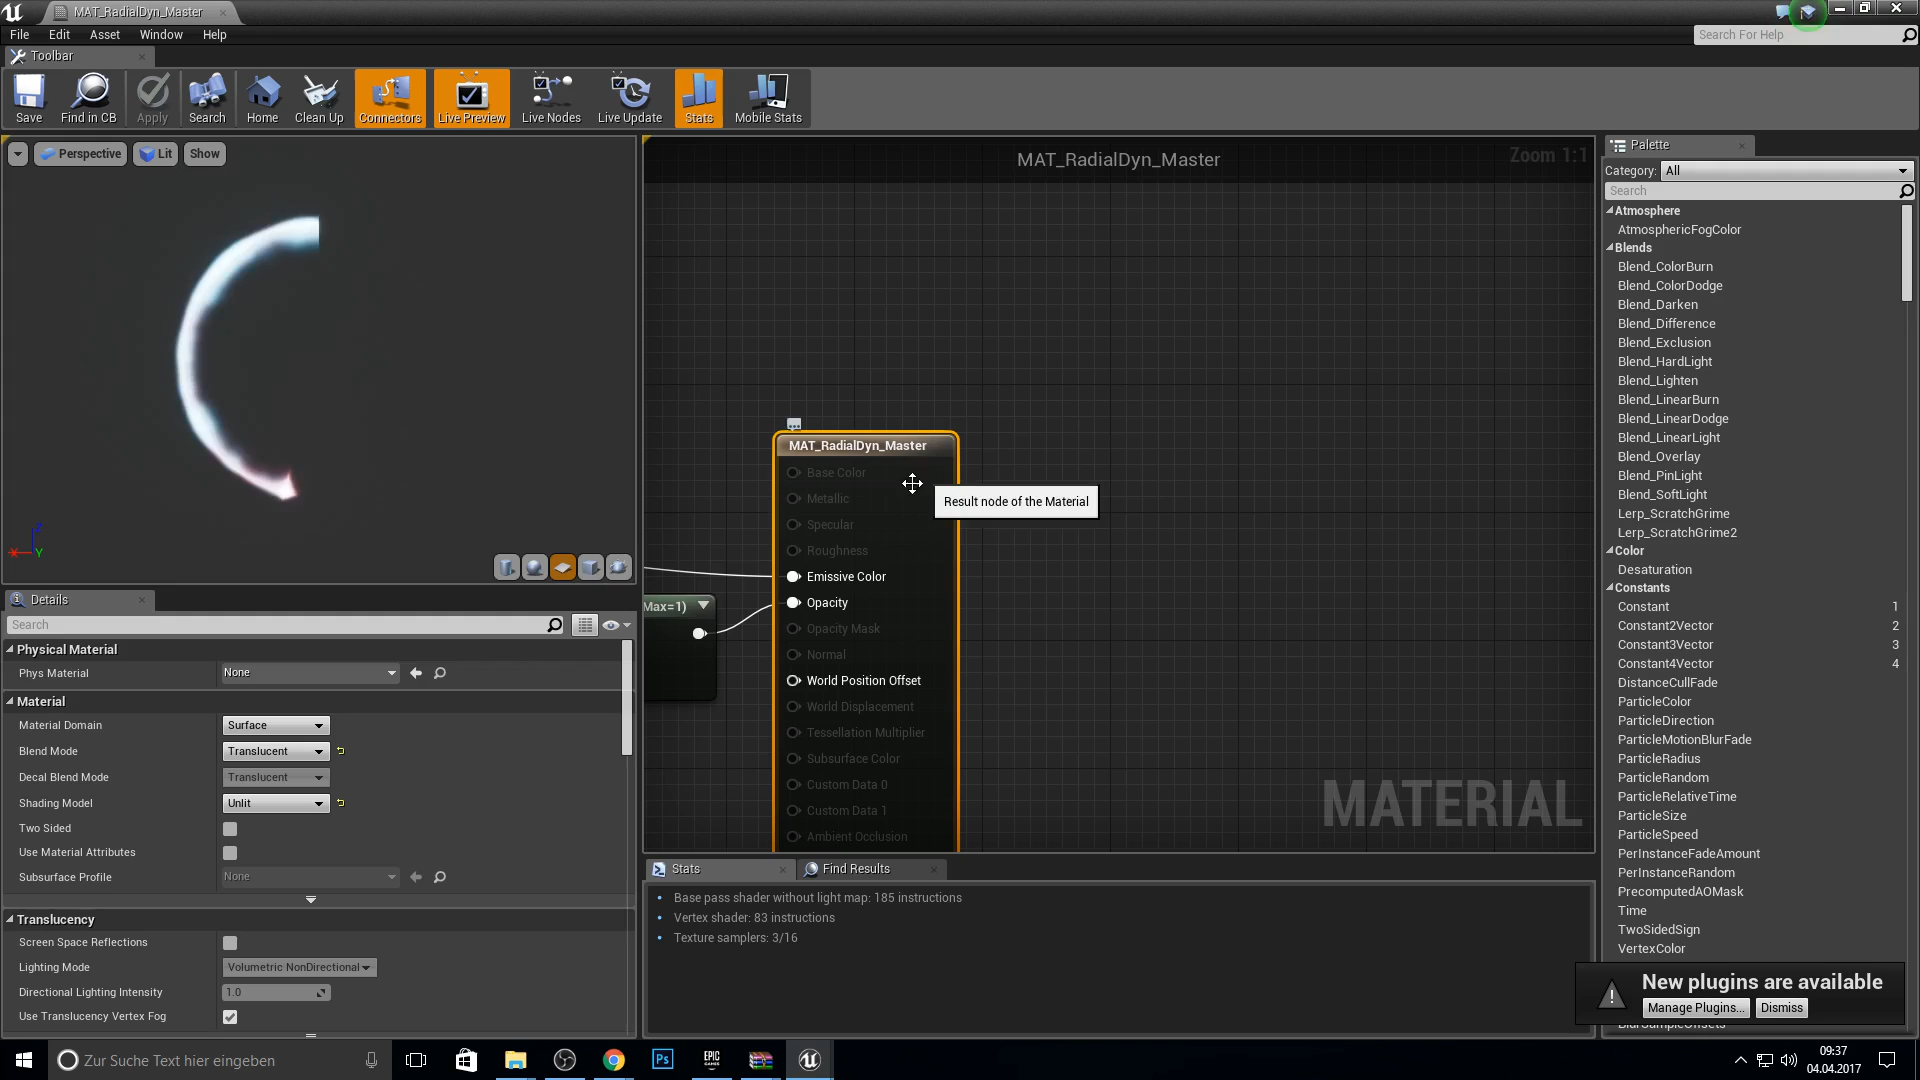 MAT_RadialDyn_Master
File Edit Asset Window Help
Search For Help
Toolbar
Save Find in CB Apply Search Home Clean Up Connectors Live Preview Live Nodes Live Update Stats Mobile Stats
Perspective Lit Show
MAT_RadialDyn_Master
Zoom 1:1
MAT_RadialDyn_Master
Base Color
Metallic
Specular
Roughness
Emissive Color
Opacity
Opacity Mask
Normal
World Position Offset
World Displacement
Tessellation Multiplier
Subsurface Color
Custom Data 0
Custom Data 1
Ambient Occlusion
Max=1)
Result node of the Material
MATERIAL
Z
X
Y
Details
Search
Physical Material
Phys Material None
Material
Material Domain Surface
Blend Mode Translucent
Decal Blend Mode Translucent
Shading Model Unlit
Two Sided
Use Material Attributes
Subsurface Profile None
Translucency
Screen Space Reflections
Lighting Mode Volumetric NonDirectional
Directional Lighting Intensity 1.0
Use Translucency Vertex Fog
Stats Find Results
Base pass shader without light map: 185 instructions
Vertex shader: 83 instructions
Texture samplers: 3/16
Palette
Category: All
Search
Atmosphere
AtmosphericFogColor
Blends
Blend_ColorBurn
Blend_ColorDodge
Blend_Darken
Blend_Difference
Blend_Exclusion
Blend_HardLight
Blend_Lighten
Blend_LinearBurn
Blend_LinearDodge
Blend_LinearLight
Blend_Overlay
Blend_PinLight
Blend_SoftLight
Lerp_ScratchGrime
Lerp_ScratchGrime2
Color
Desaturation
Constants
Constant 1
Constant2Vector 2
Constant3Vector 3
Constant4Vector 4
DistanceCullFade
ParticleColor
ParticleDirection
ParticleMotionBlurFade
ParticleRadius
ParticleRandom
ParticleRelativeTime
ParticleSize
ParticleSpeed
PerInstanceFadeAmount
PerInstanceRandom
PrecomputedAOMask
Time
TwoSidedSign
VertexColor
New plugins are available
Manage Plugins... Dismiss
Zur Suche Text hier eingeben
Ps
EPIC
GAMES
09:37
04.04.2017